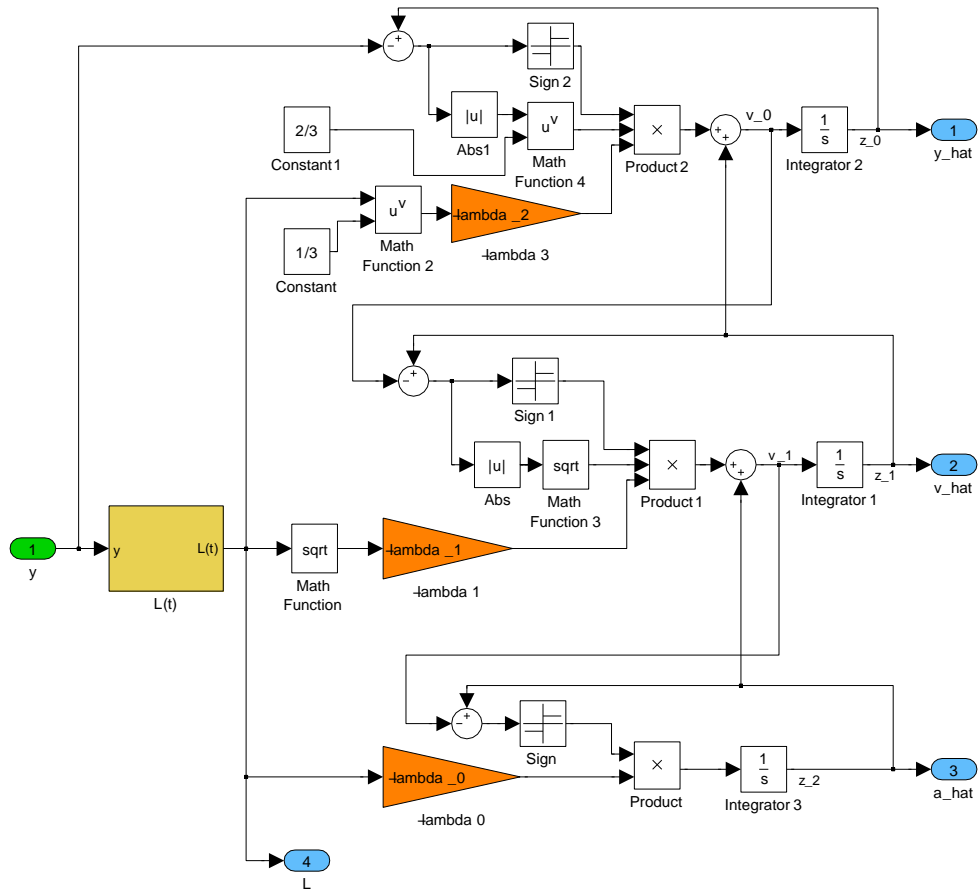 −
+
Sign 2
2/3
Constant 1
|u|
Abs1
u^v
Math
Function 4
×
Product 2
+
+
v_0
1
s
Integrator 2
z_0
1
y_hat
u^v
Math
Function 2
-lambda _2
-lambda 3
1/3
Constant
−
+
Sign 1
|u|
Abs
sqrt
Math
Function 3
×
Product 1
+
+
v_1
1
s
Integrator 1
z_1
2
v_hat
1
y
y
L(t)
L(t)
sqrt
Math
Function
-lambda _1
-lambda 1
−
+
Sign
×
Product
1
s
Integrator 3
z_2
3
a_hat
-lambda _0
-lambda 0
4
L